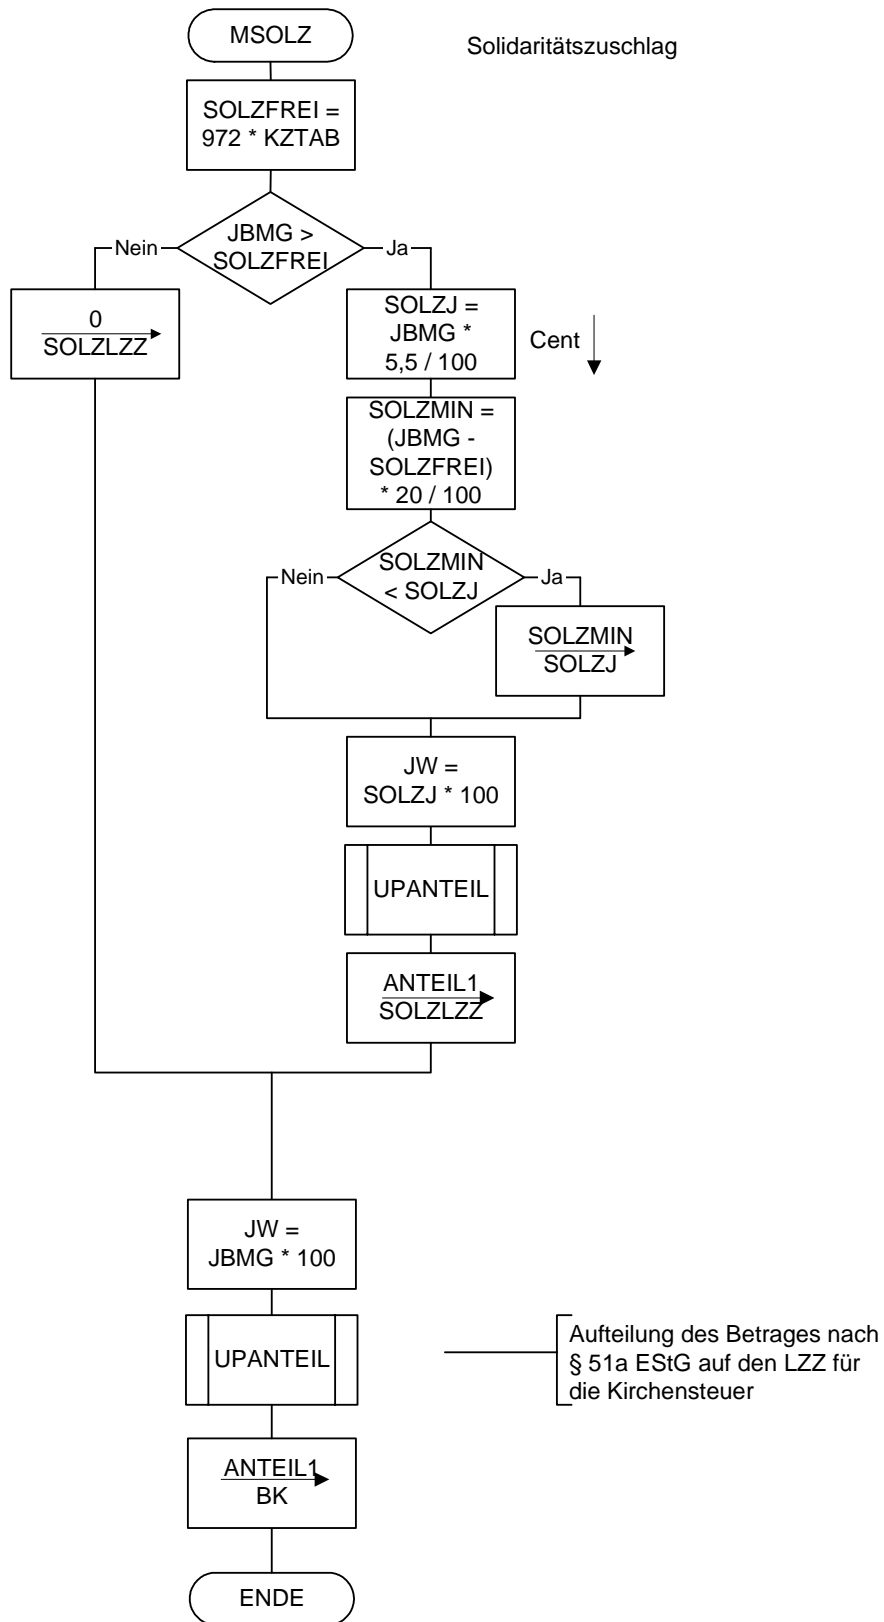 MSOLZ
Solidaritätszuschlag
SOLZFREI =
972 * KZTAB
JBMG >
SOLZFREI
Nein
Ja
0
SOLZLZZ
SOLZJ =
JBMG *
5,5 / 100
Cent
SOLZMIN =
(JBMG -
SOLZFREI)
* 20 / 100
SOLZMIN
< SOLZJ
Nein
Ja
SOLZMIN
SOLZJ
JW =
SOLZJ * 100
UPANTEIL
ANTEIL1
SOLZLZZ
JW =
JBMG * 100
UPANTEIL
Aufteilung des Betrages nach
§ 51a EStG auf den LZZ für
die Kirchensteuer
ANTEIL1
BK
ENDE